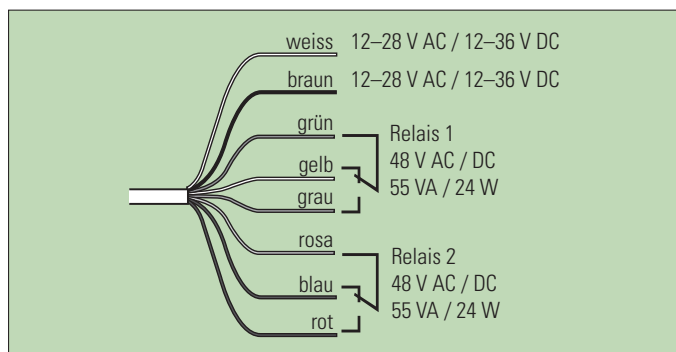 weiss 12–28 V AC / 12–36 V DC
braun 12–28 V AC / 12–36 V DC
grün
Relais 1
gelb
48 V AC / DC
55 VA / 24 W
grau
rosa
Relais 2
48 V AC / DC
blau
55 VA / 24 W
rot